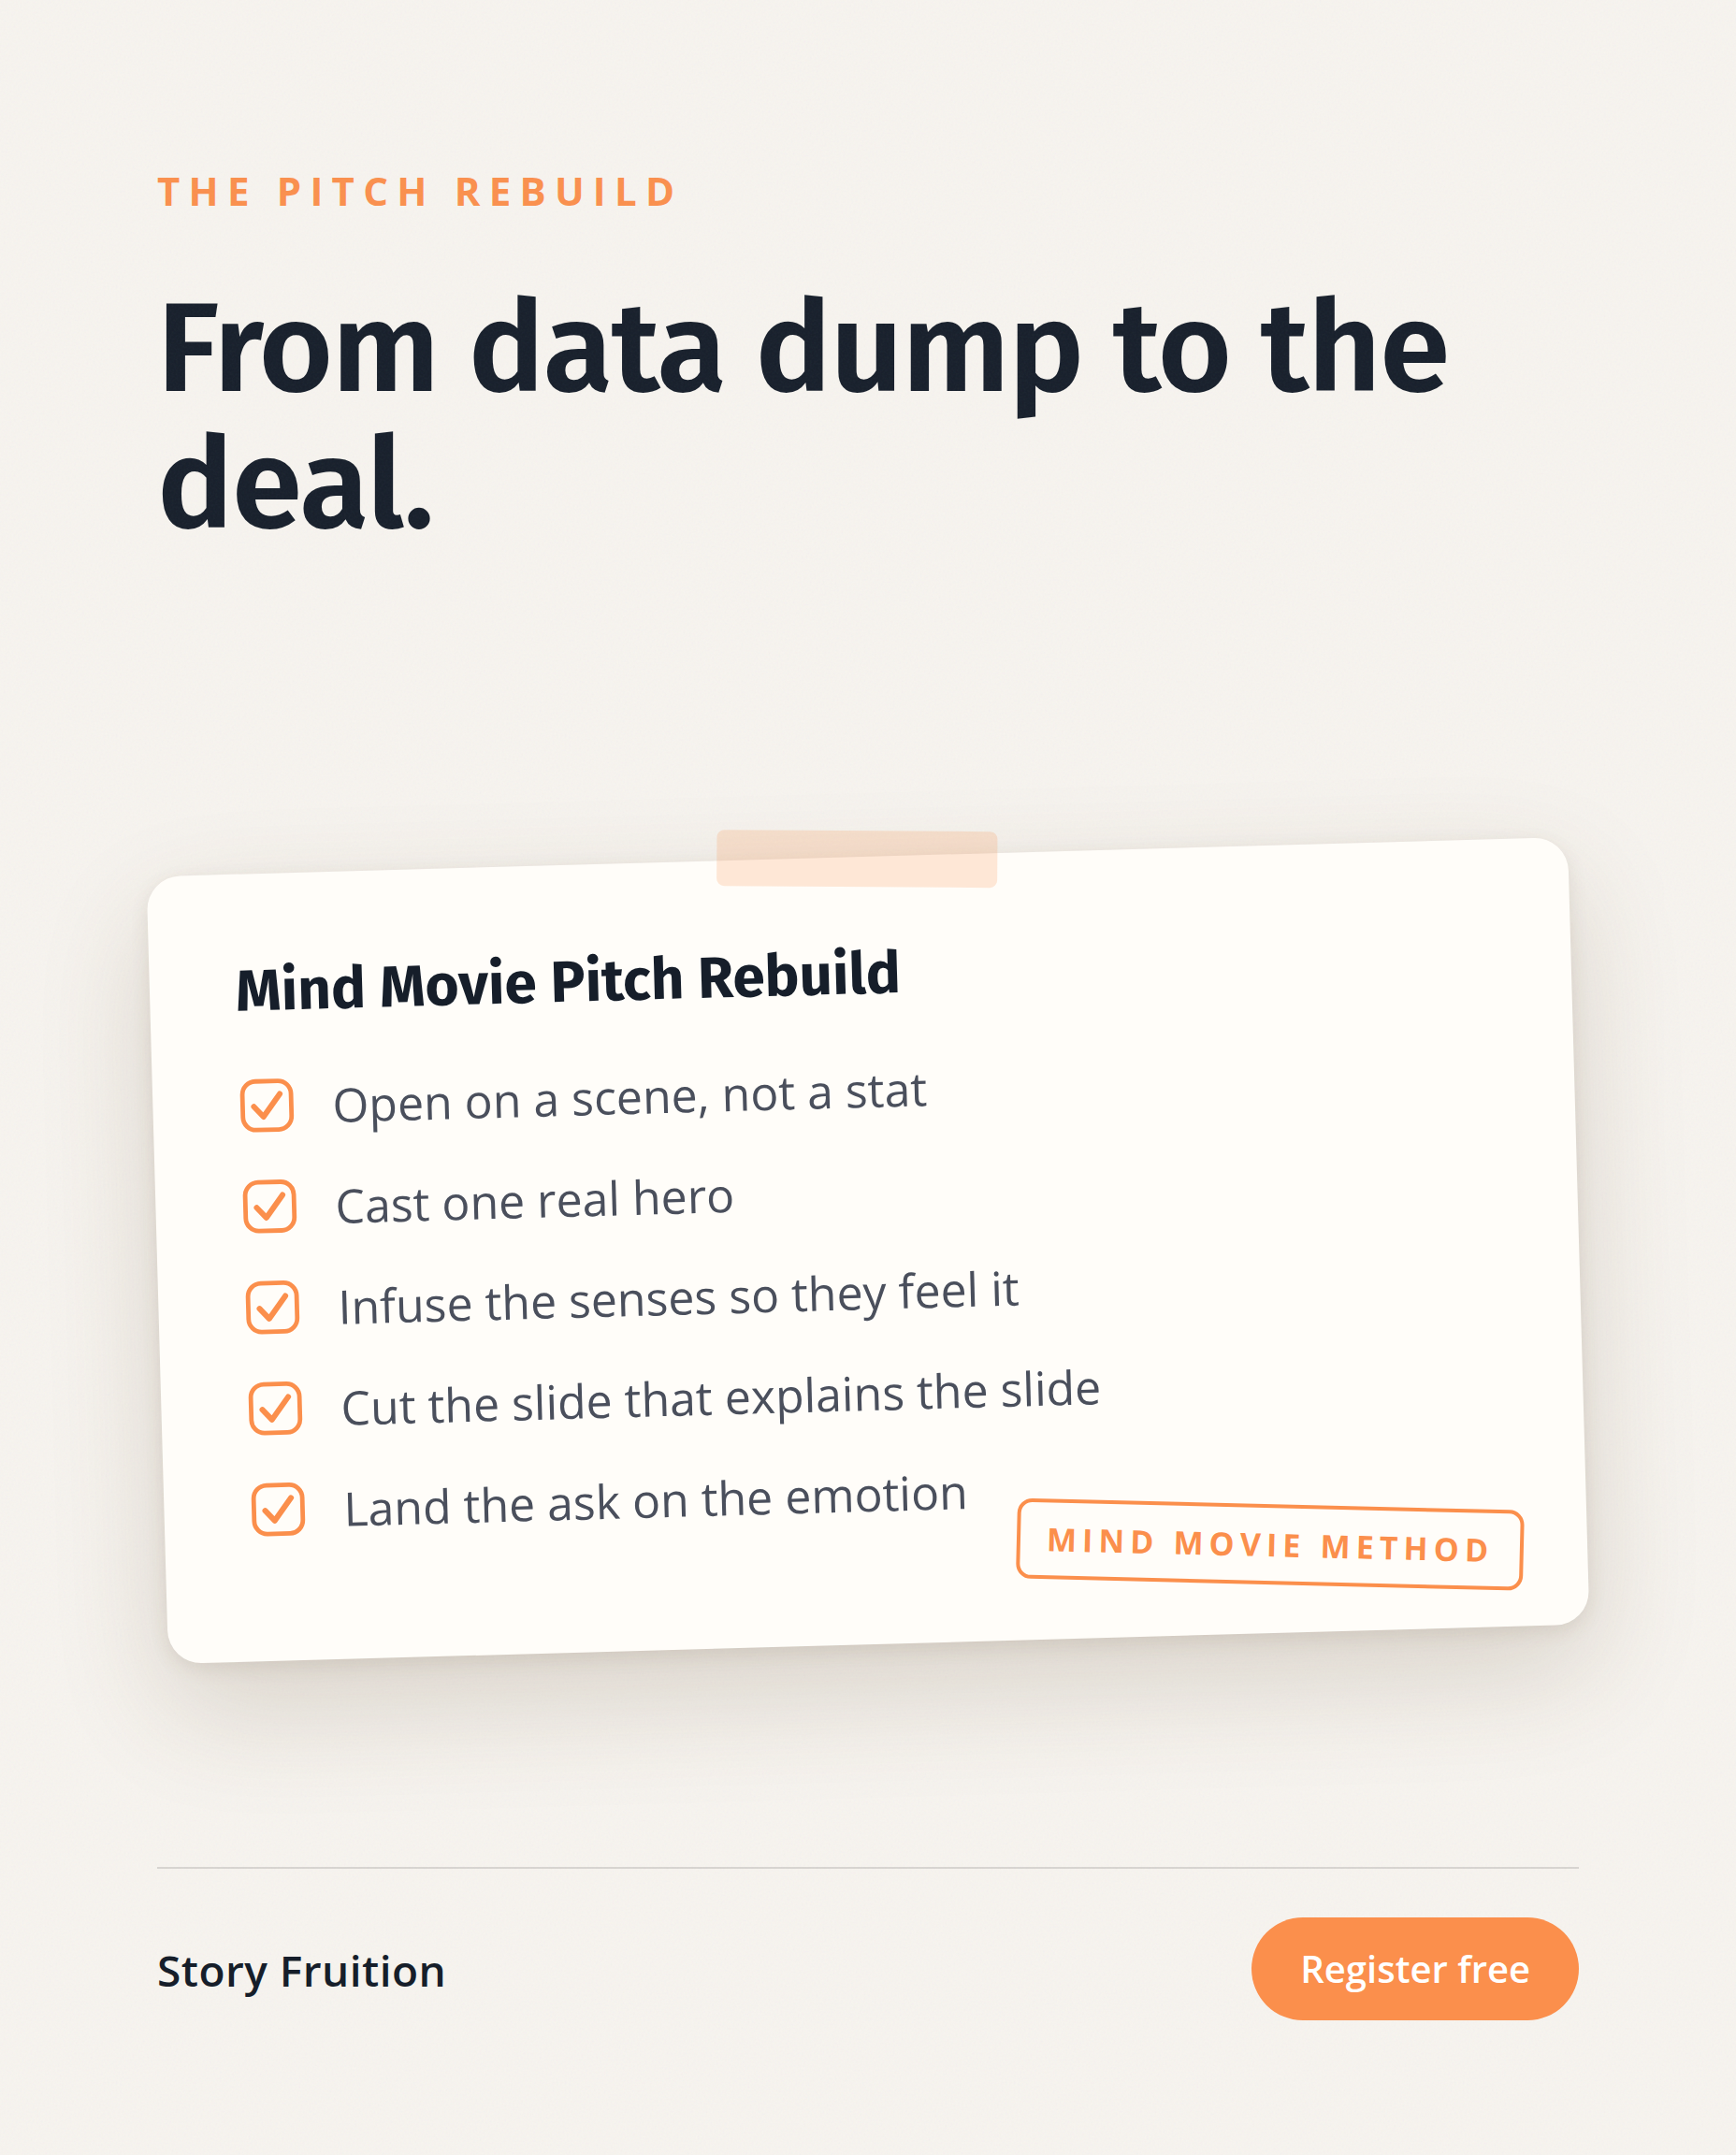 THE PITCH REBUILD
From data dump to the
deal.
Mind Movie Pitch Rebuild
Open on a scene, not a stat
Cast one real hero
Infuse the senses so they feel it
Cut the slide that explains the slide
Land the ask on the emotion
MIND MOVIE METHOD
Story Fruition
Register free